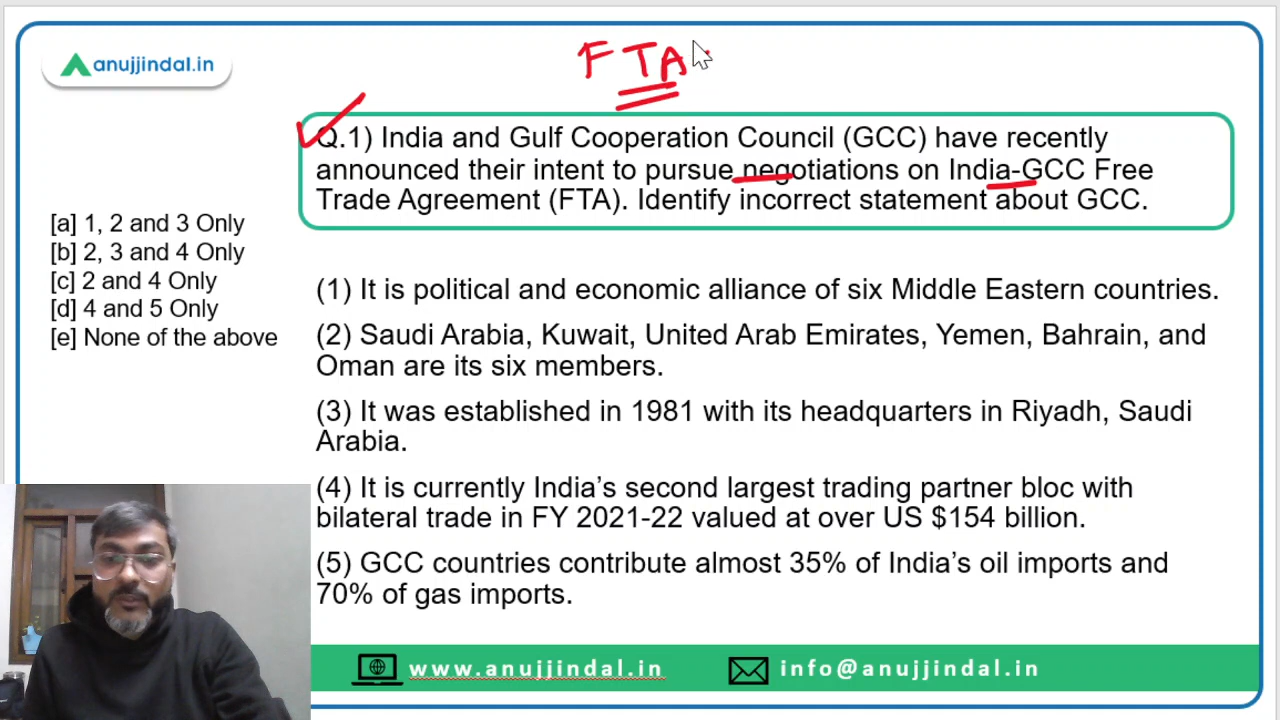 anujjindal.in
FTA
Q.1) India and Gulf Cooperation Council (GCC) have recently
announced their intent to pursue negotiations on India-GCC Free
Trade Agreement (FTA). Identify incorrect statement about GCC.
[a] 1, 2 and 3 Only
[b] 2, 3 and 4 Only
[c] 2 and 4 Only
[d] 4 and 5 Only
[e] None of the above
(1) It is political and economic alliance of six Middle Eastern countries.
(2) Saudi Arabia, Kuwait, United Arab Emirates, Yemen, Bahrain, and
Oman are its six members.
(3) It was established in 1981 with its headquarters in Riyadh, Saudi
Arabia.
(4) It is currently India’s second largest trading partner bloc with
bilateral trade in FY 2021-22 valued at over US $154 billion.
(5) GCC countries contribute almost 35% of India’s oil imports and
70% of gas imports.
www.anujjindal.in
info@anujjindal.in